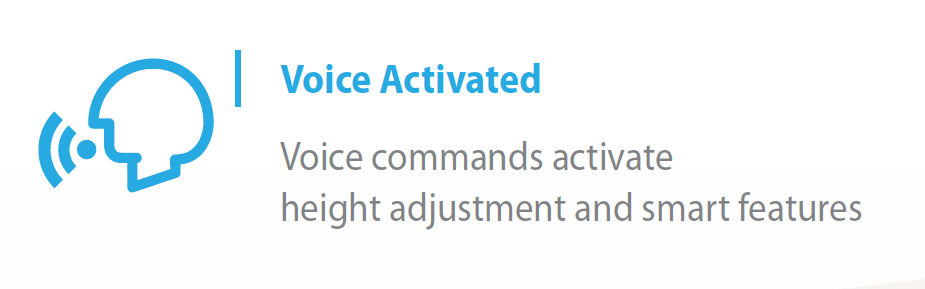 Voice Activated
Voice commands activate
height adjustment and smart features